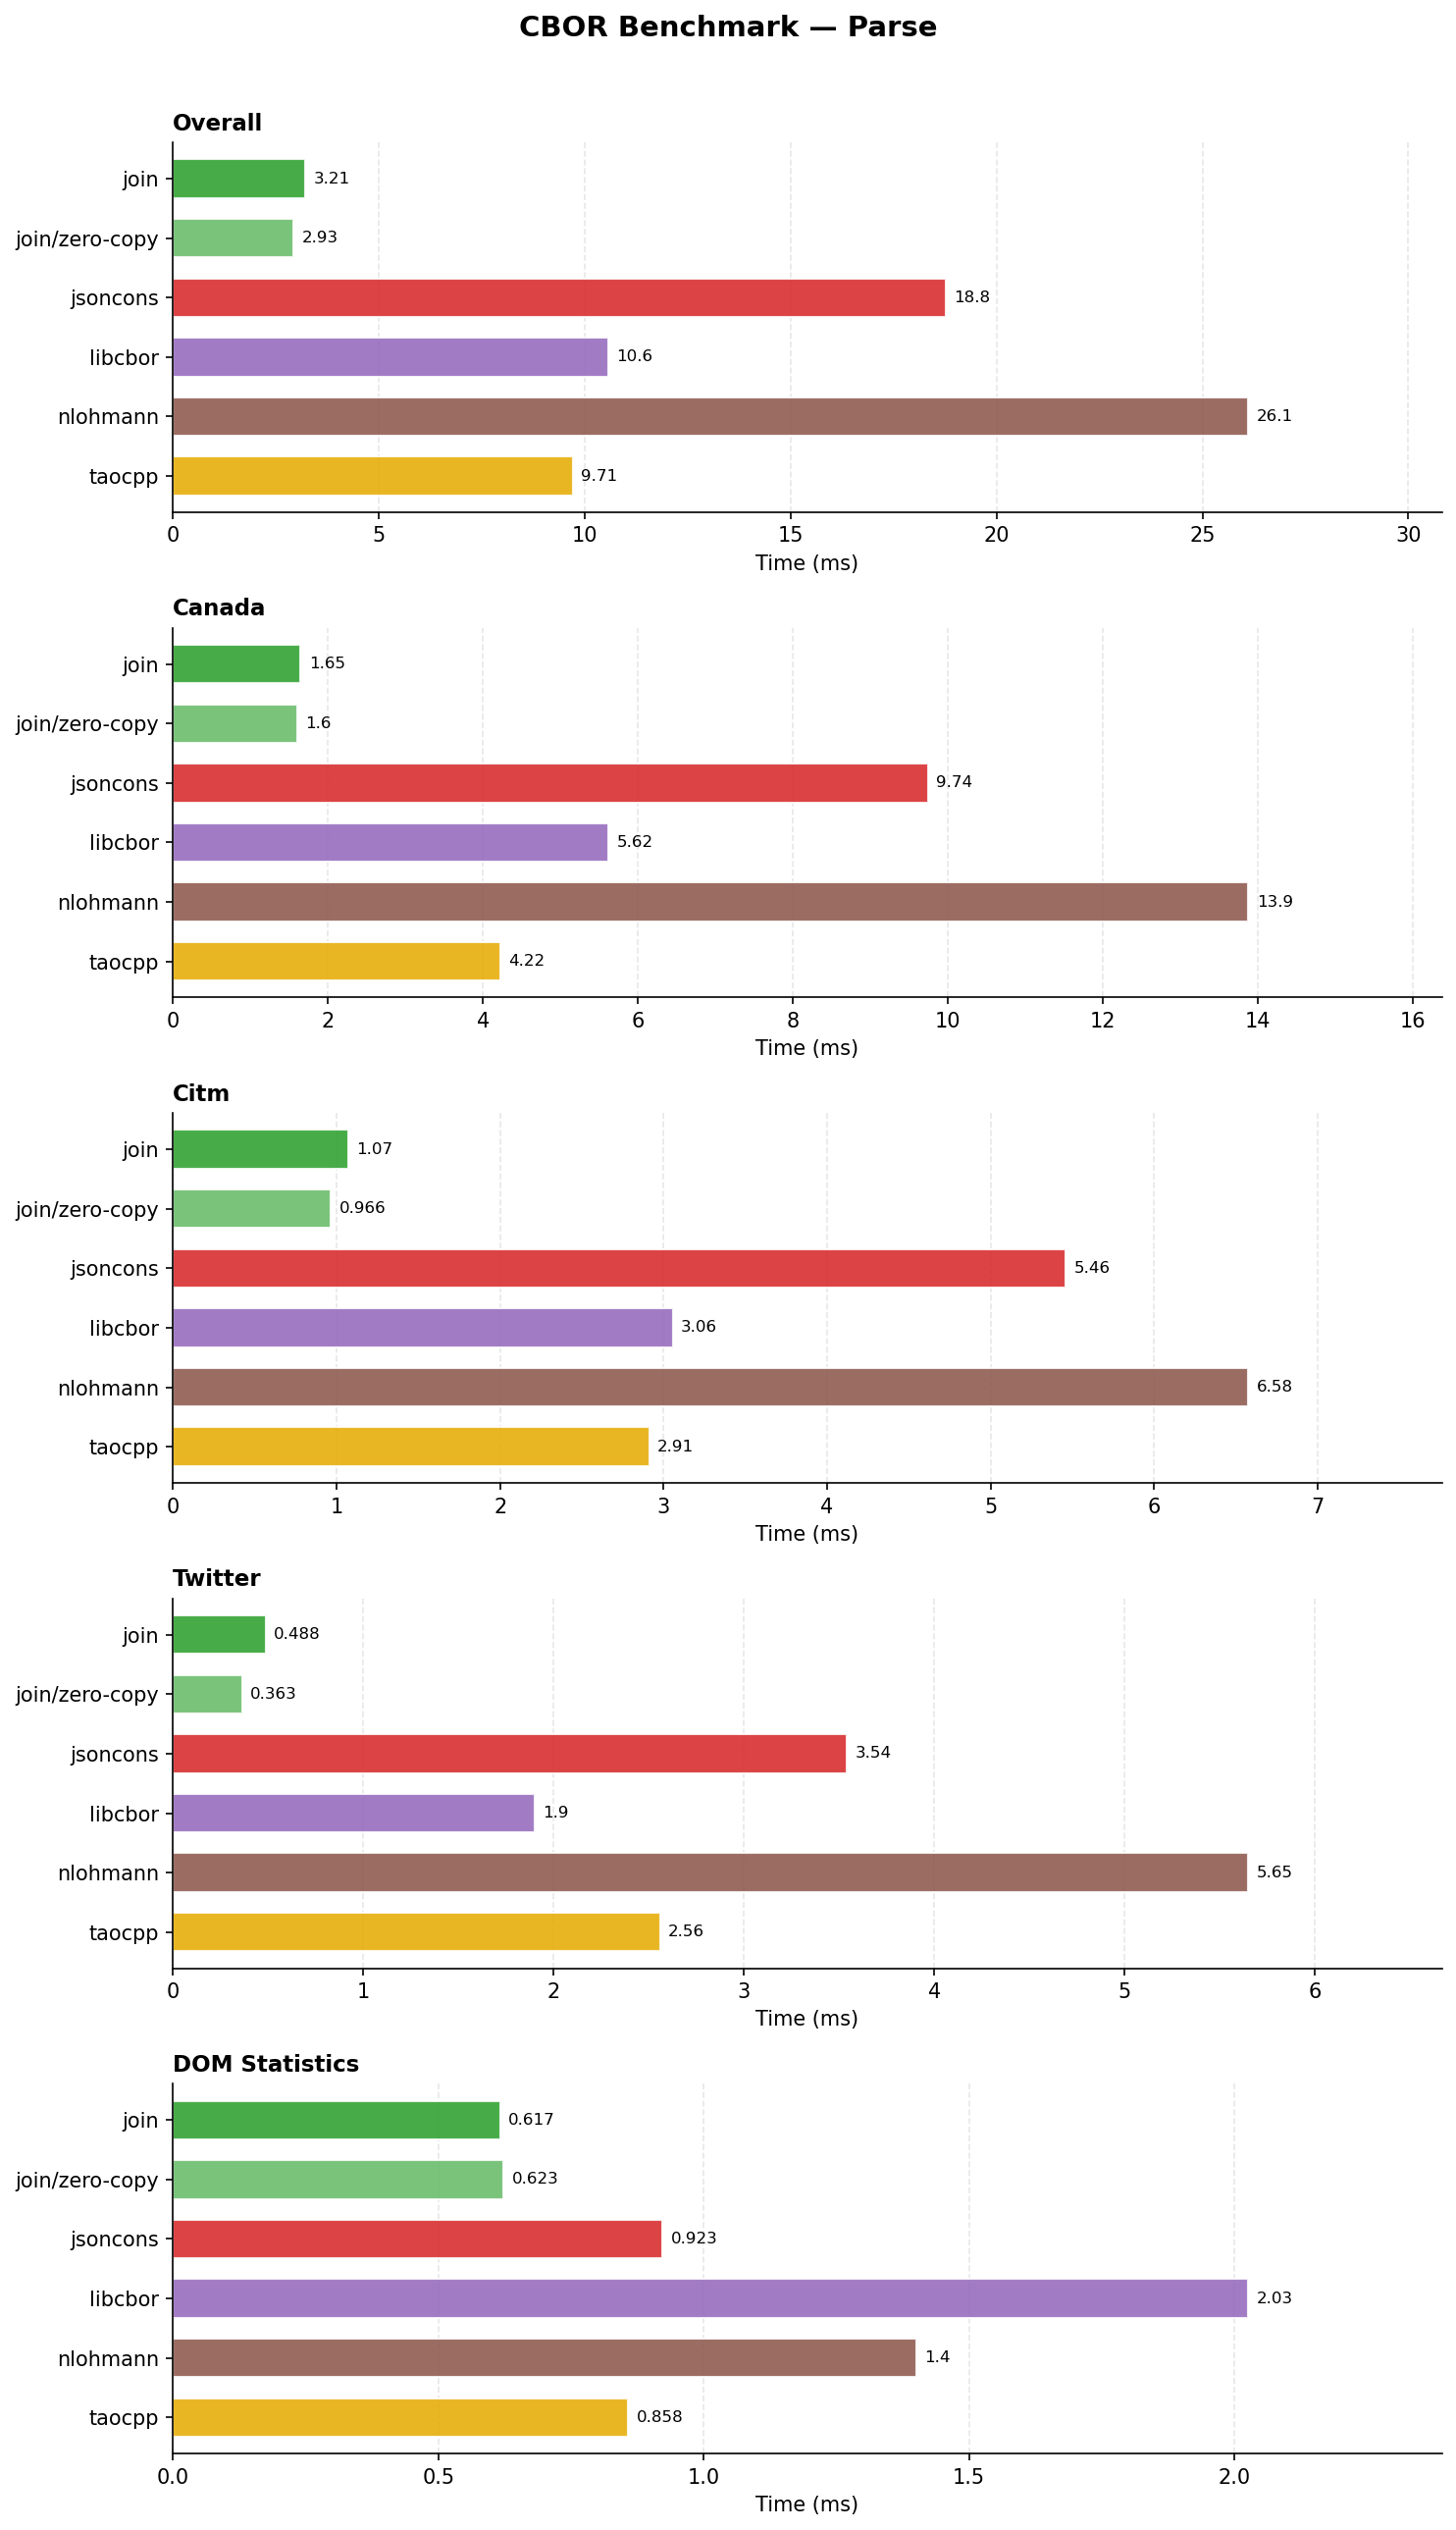 CBOR Benchmark — Parse
Overall
join 3.21
join/zero-copy 2.93
jsoncons 18.8
libcbor 10.6
nlohmann 26.1
taocpp 9.71
0 5 10 15 20 25 30
Time (ms)
Canada
join 1.65
join/zero-copy 1.6
jsoncons 9.74
libcbor 5.62
nlohmann 13.9
taocpp 4.22
0 2 4 6 8 10 12 14 16
Time (ms)
Citm
join 1.07
join/zero-copy 0.966
jsoncons 5.46
libcbor 3.06
nlohmann 6.58
taocpp 2.91
0 1 2 3 4 5 6 7
Time (ms)
Twitter
join 0.488
join/zero-copy 0.363
jsoncons 3.54
libcbor 1.9
nlohmann 5.65
taocpp 2.56
0 1 2 3 4 5 6
Time (ms)
DOM Statistics
join 0.617
join/zero-copy 0.623
jsoncons 0.923
libcbor 2.03
nlohmann 1.4
taocpp 0.858
0.0 0.5 1.0 1.5 2.0
Time (ms)